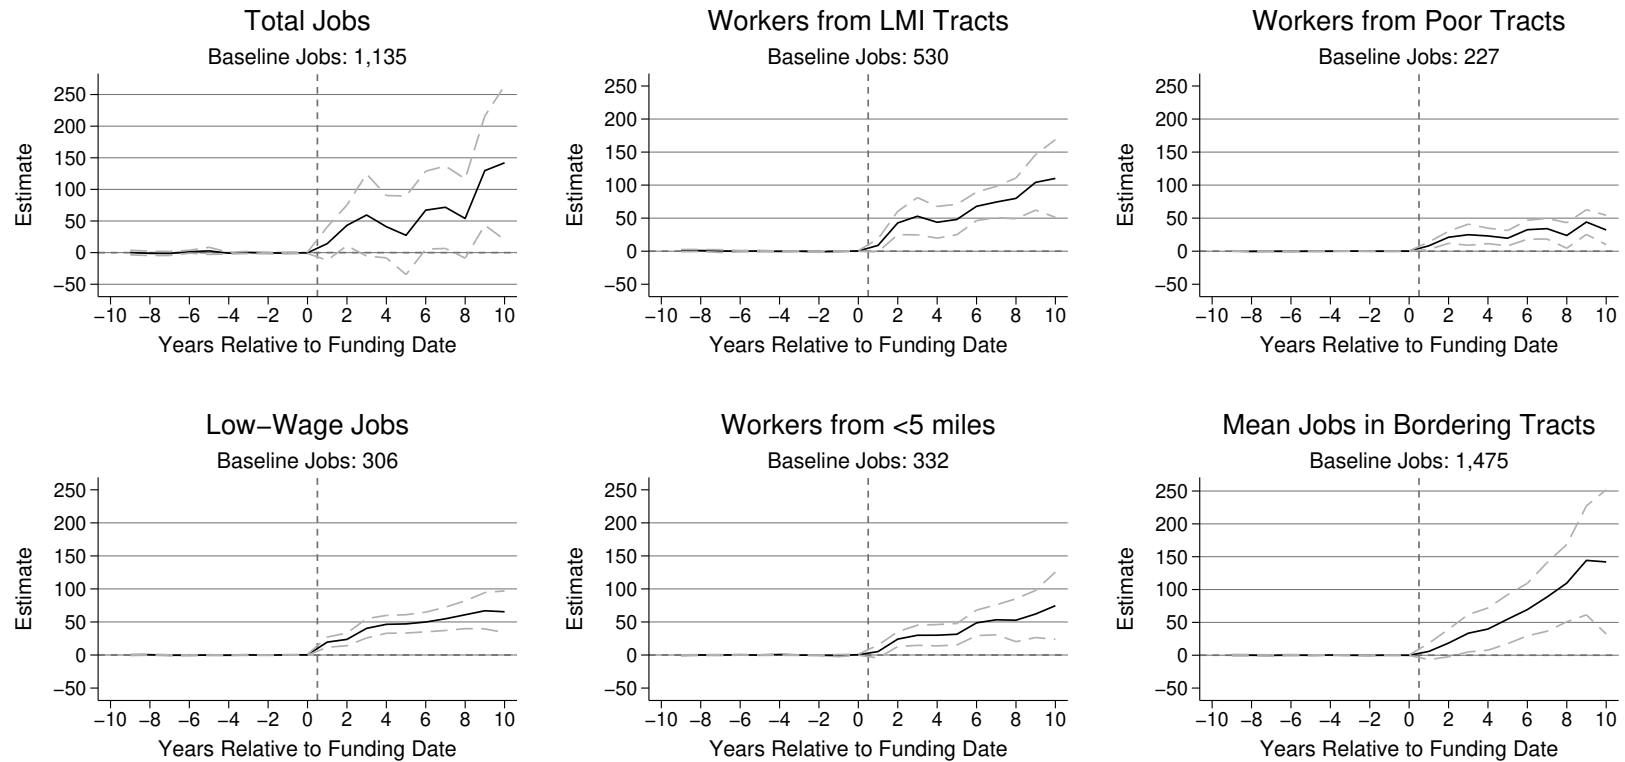 Total Jobs
Baseline Jobs: 1,135
Estimate
250
200
150
100
50
0
−50
−10 −8 −6 −4 −2 0 2 4 6 8 10
Years Relative to Funding Date
Workers from LMI Tracts
Baseline Jobs: 530
Estimate
250
200
150
100
50
0
−50
−10 −8 −6 −4 −2 0 2 4 6 8 10
Years Relative to Funding Date
Workers from Poor Tracts
Baseline Jobs: 227
Estimate
250
200
150
100
50
0
−50
−10 −8 −6 −4 −2 0 2 4 6 8 10
Years Relative to Funding Date
Low−Wage Jobs
Baseline Jobs: 306
Estimate
250
200
150
100
50
0
−50
−10 −8 −6 −4 −2 0 2 4 6 8 10
Years Relative to Funding Date
Workers from <5 miles
Baseline Jobs: 332
Estimate
250
200
150
100
50
0
−50
−10 −8 −6 −4 −2 0 2 4 6 8 10
Years Relative to Funding Date
Mean Jobs in Bordering Tracts
Baseline Jobs: 1,475
Estimate
250
200
150
100
50
0
−50
−10 −8 −6 −4 −2 0 2 4 6 8 10
Years Relative to Funding Date